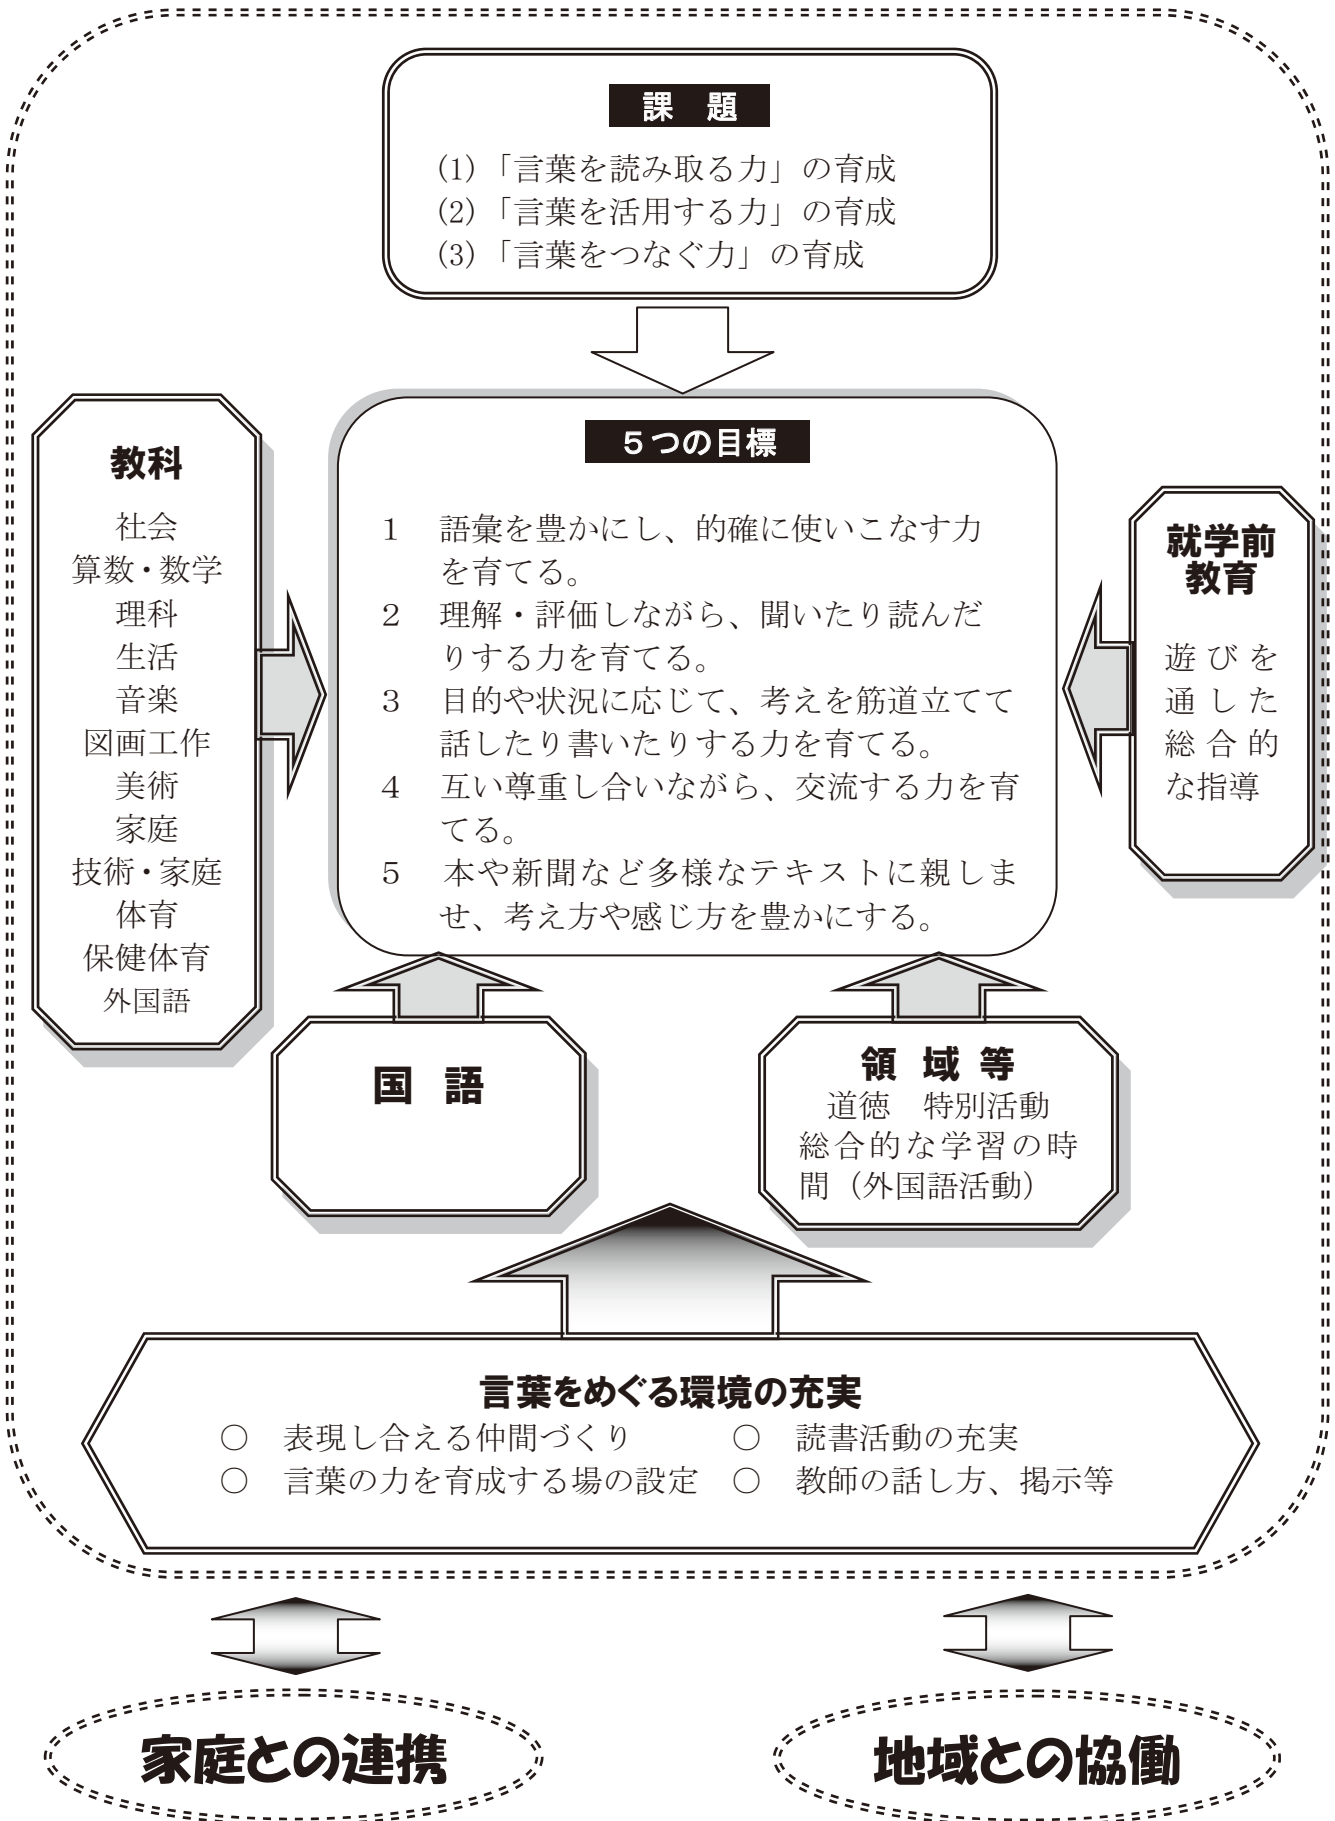 課　題
(1)「言葉を読み取る力」の育成
(2)「言葉を活用する力」の育成
(3)「言葉をつなぐ力」の育成
教科
社会
算数・数学
理科
生活
音楽
図画工作
美術
家庭
技術・家庭
体育
保健体育
外国語
５つの目標
１　語彙を豊かにし、的確に使いこなす力
を育てる。
２　理解・評価しながら、聞いたり読んだ
りする力を育てる。
３　目的や状況に応じて、考えを筋道立てて
話したり書いたりする力を育てる。
４　互い尊重し合いながら、交流する力を育
てる。
５　本や新聞など多様なテキストに親しま
せ、考え方や感じ方を豊かにする。
就学前
教育
遊びを
通した
総合的
な指導
国　語
領　域　等
道徳　特別活動
総合的な学習の時
間（外国語活動）
言葉をめぐる環境の充実
○　表現し合える仲間づくり　　○　読書活動の充実
○　言葉の力を育成する場の設定　○　教師の話し方、掲示等
家庭との連携
地域との協働